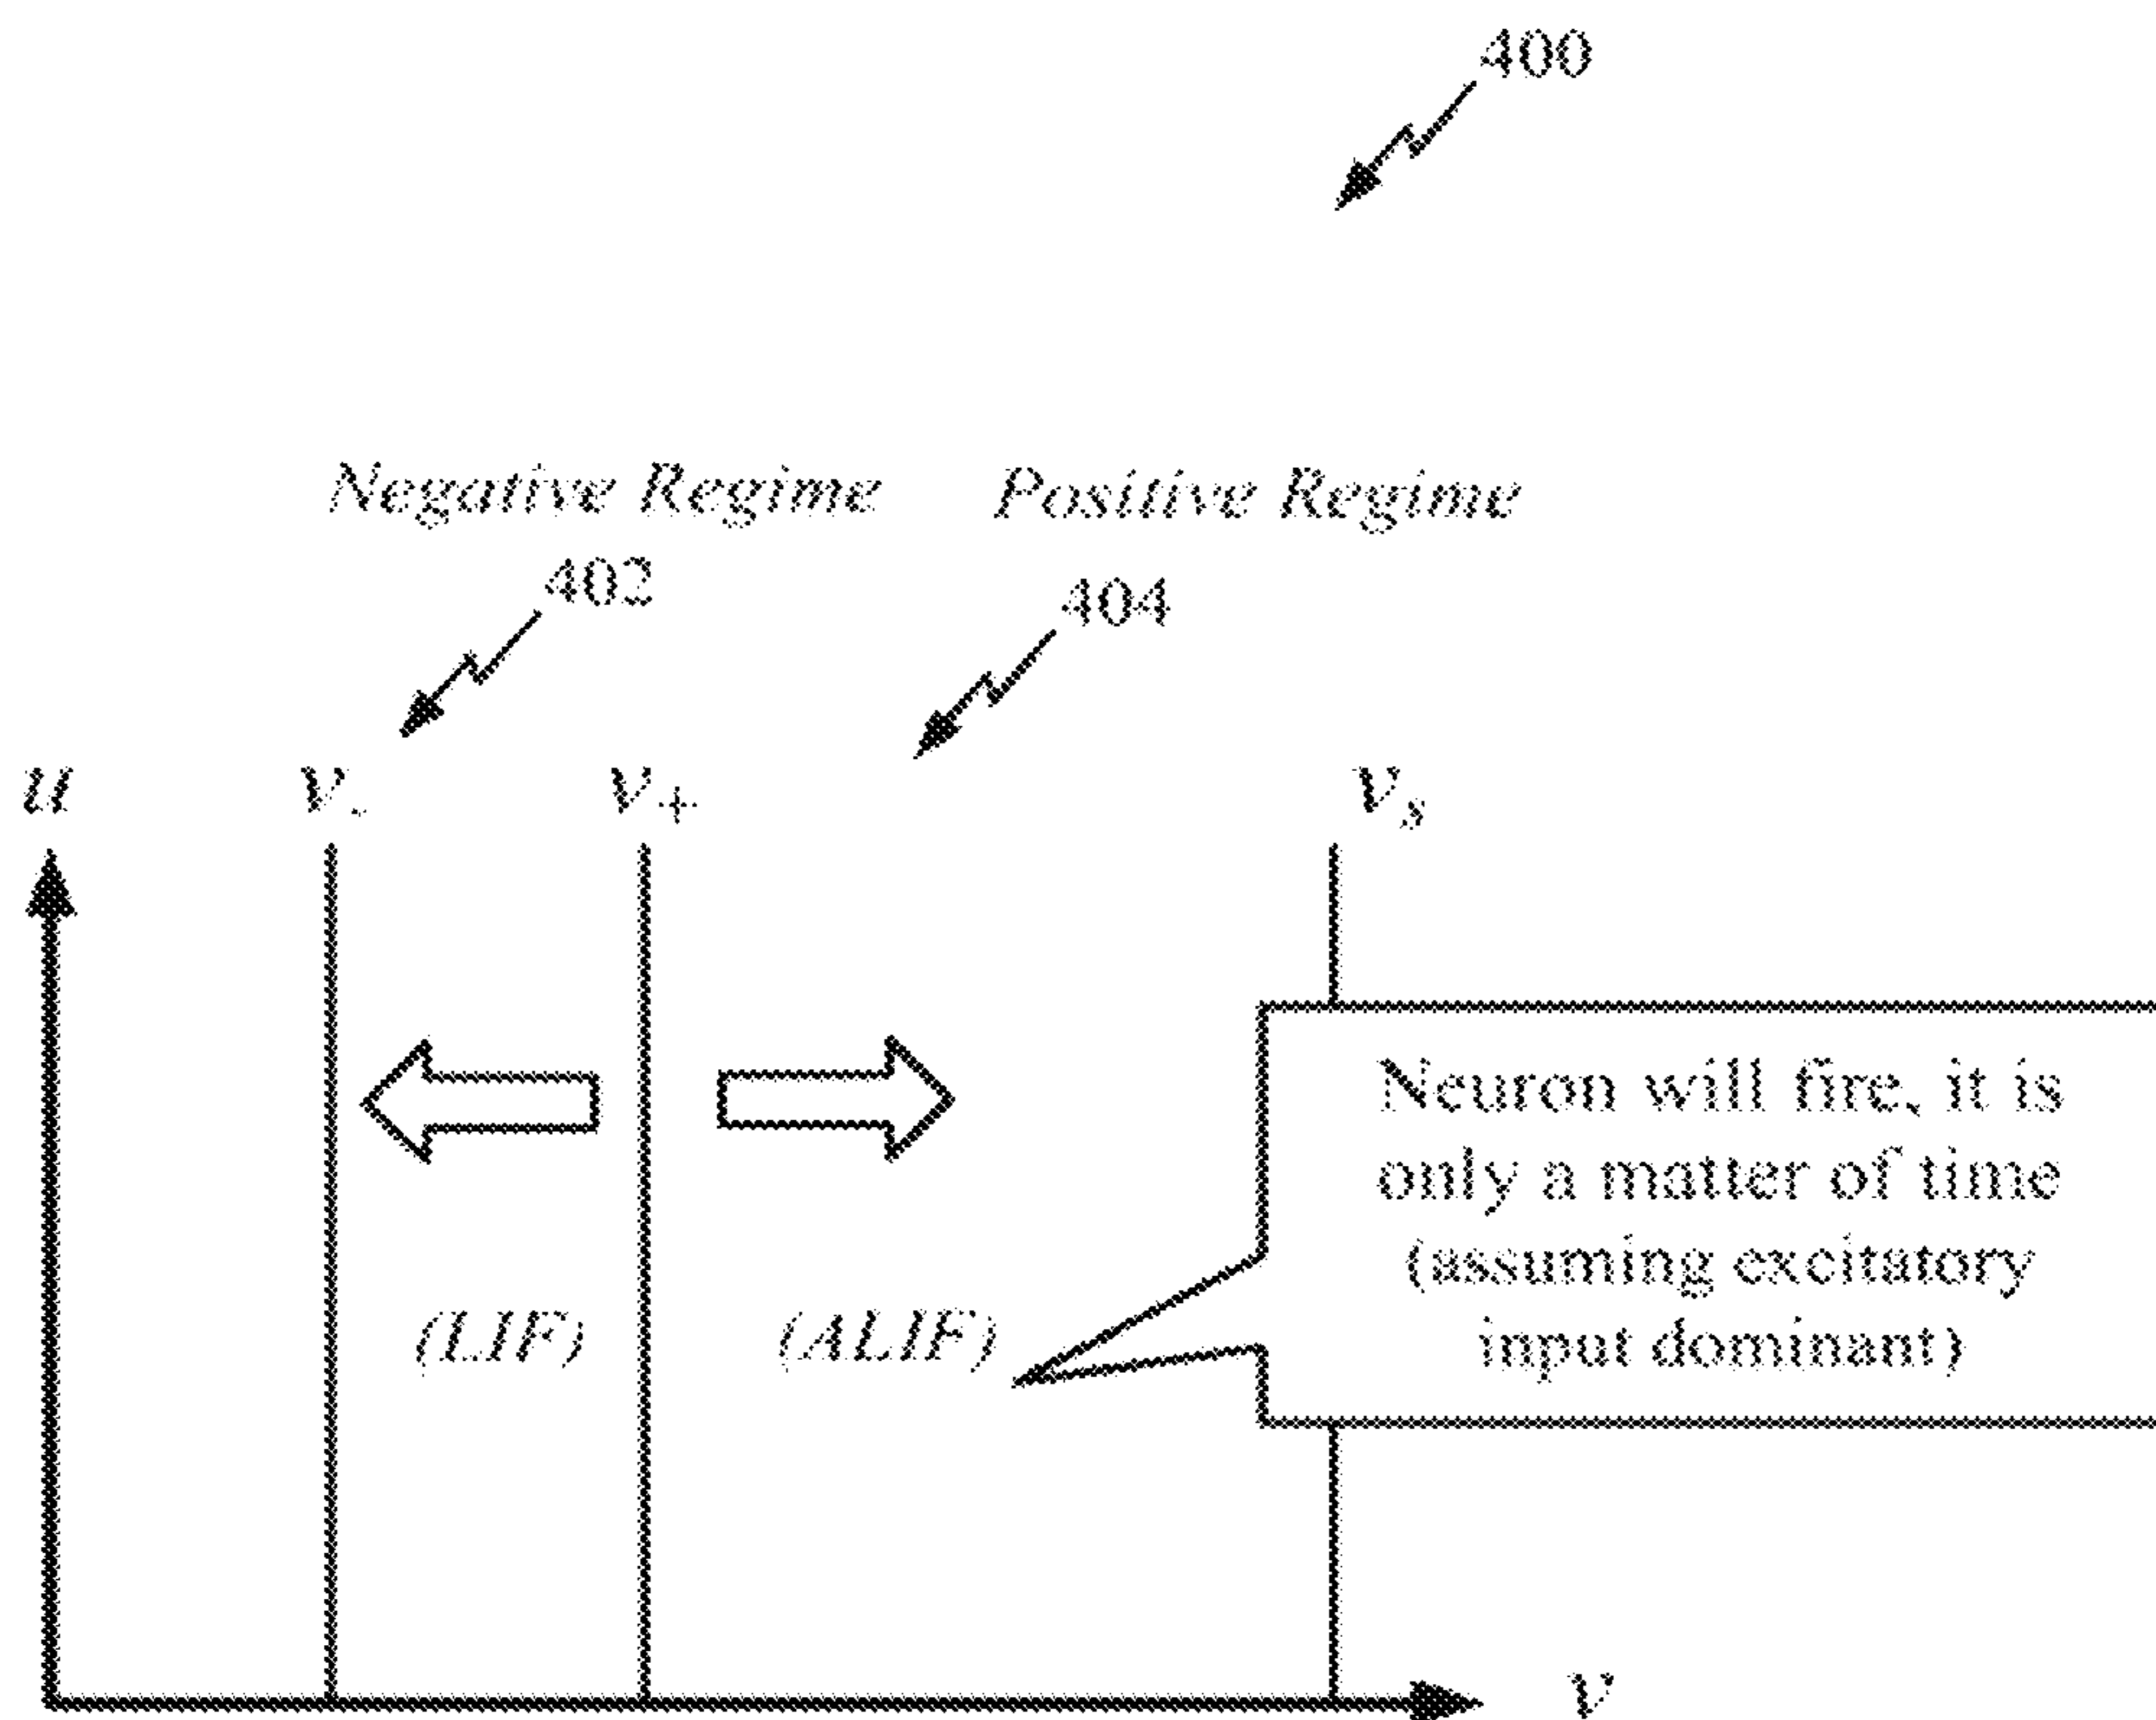 400
Negative Regime Positive Regime
402
404
u v- v+ vs
Neuron will fire, it is
only a matter of time
(assuming excitatory
input dominant)
(LIF) (ALIF)
v